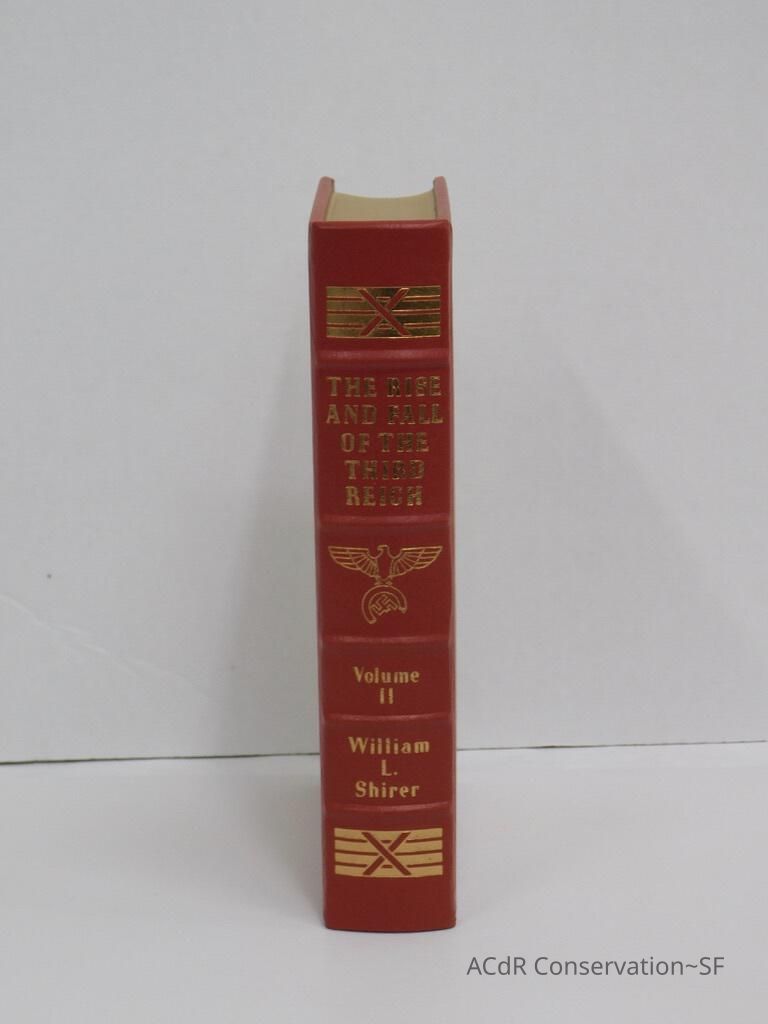 THE RISE
AND FALL
OF THE
THIRD
REICH
Volume
II
William
L.
Shirer
ACdR Conservation~SF